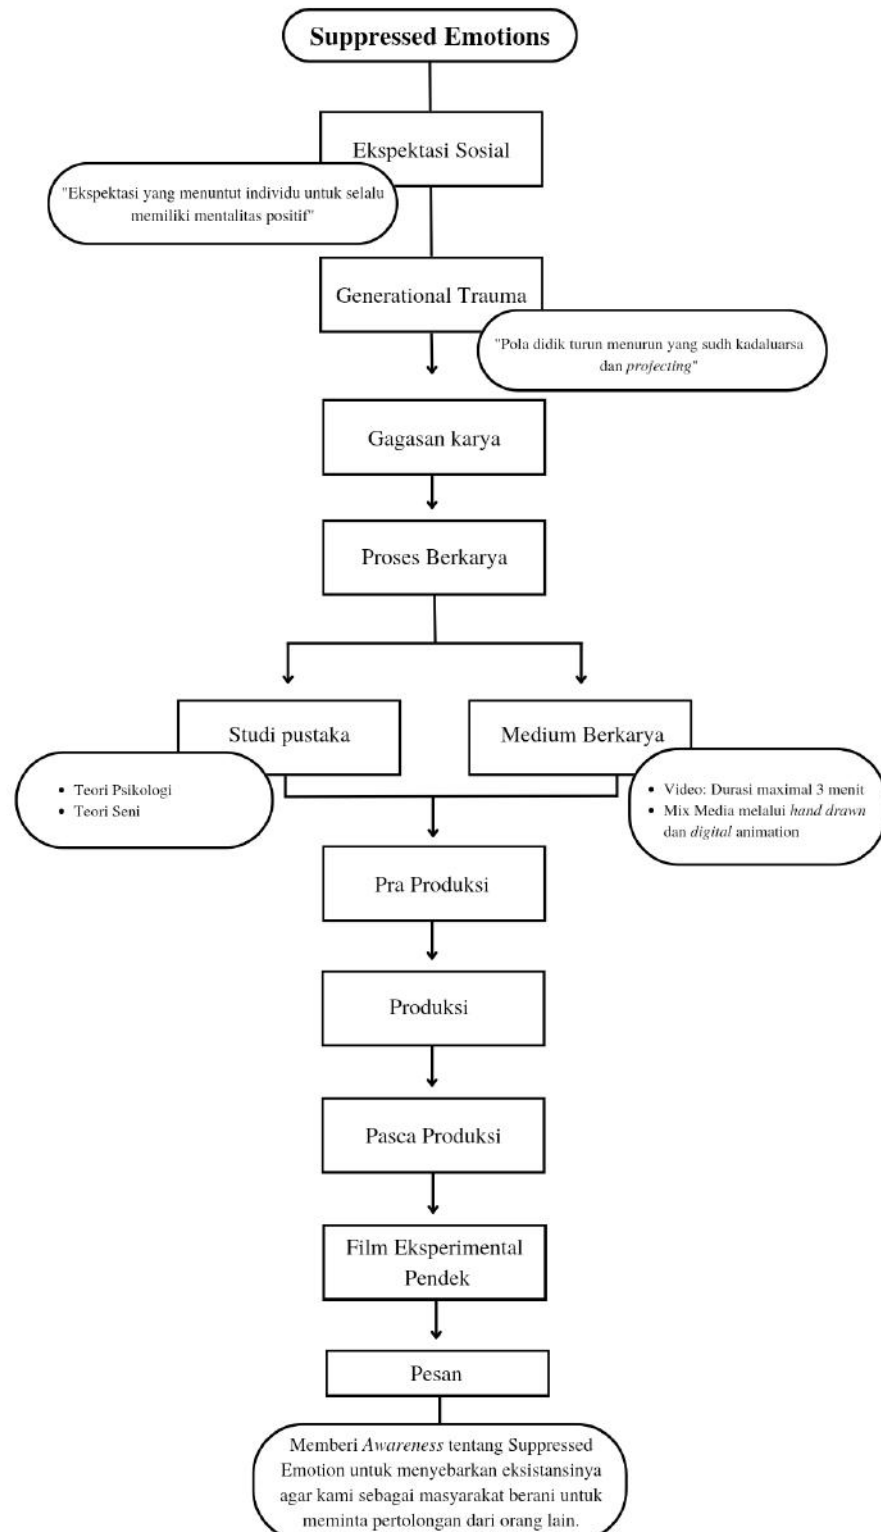 Suppressed Emotions
Ekspektasi Sosial
"Ekspektasi yang menuntut individu untuk selalu
memiliki mentalitas positif"
Generational Trauma
"Pola didik turun menurun yang sudh kadaluarsa
dan projecting"
Gagasan karya
Proses Berkarya
Studi pustaka
• Teori Psikologi
• Teori Seni
Medium Berkarya
• Video: Durasi maximal 3 menit
• Mix Media melalui hand drawn
dan digital animation
Pra Produksi
Produksi
Pasca Produksi
Film Eksperimental
Pendek
Pesan
Memberi Awareness tentang Suppressed
Emotion untuk menyebarkan eksistansinya
agar kami sebagai masyarakat berani untuk
meminta pertolongan dari orang lain.